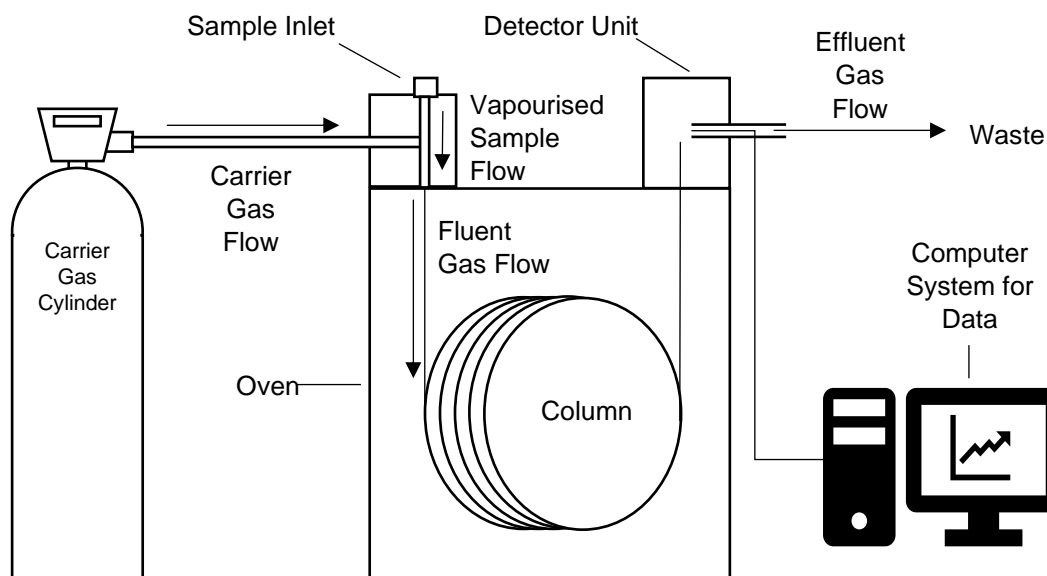 Sample Inlet
Detector Unit
Effluent
Gas
Flow
Vapourised
Sample
Flow
Waste
Carrier
Gas
Flow
Fluent
Gas Flow
Carrier
Gas
Cylinder
Computer
System for
Data
Oven
Column